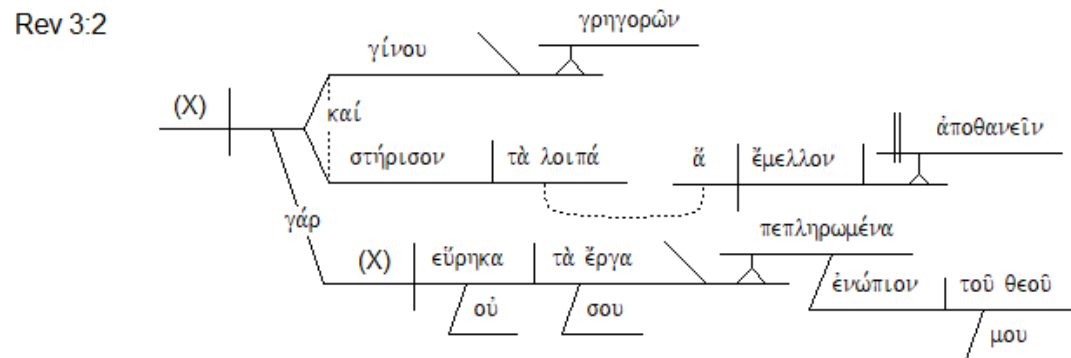 Rev 3:2
γρηγορῶν
γίνου
(X)
καί
ἀποθανεῖν
στήρισον τὰ λοιπά ἅ ἔμελλον
γάρ
πεπληρωμένα
(X) εὕρηκα τὰ ἔργα
ἐνώπιον τοῦ θεοῦ
οὐ σου
μου